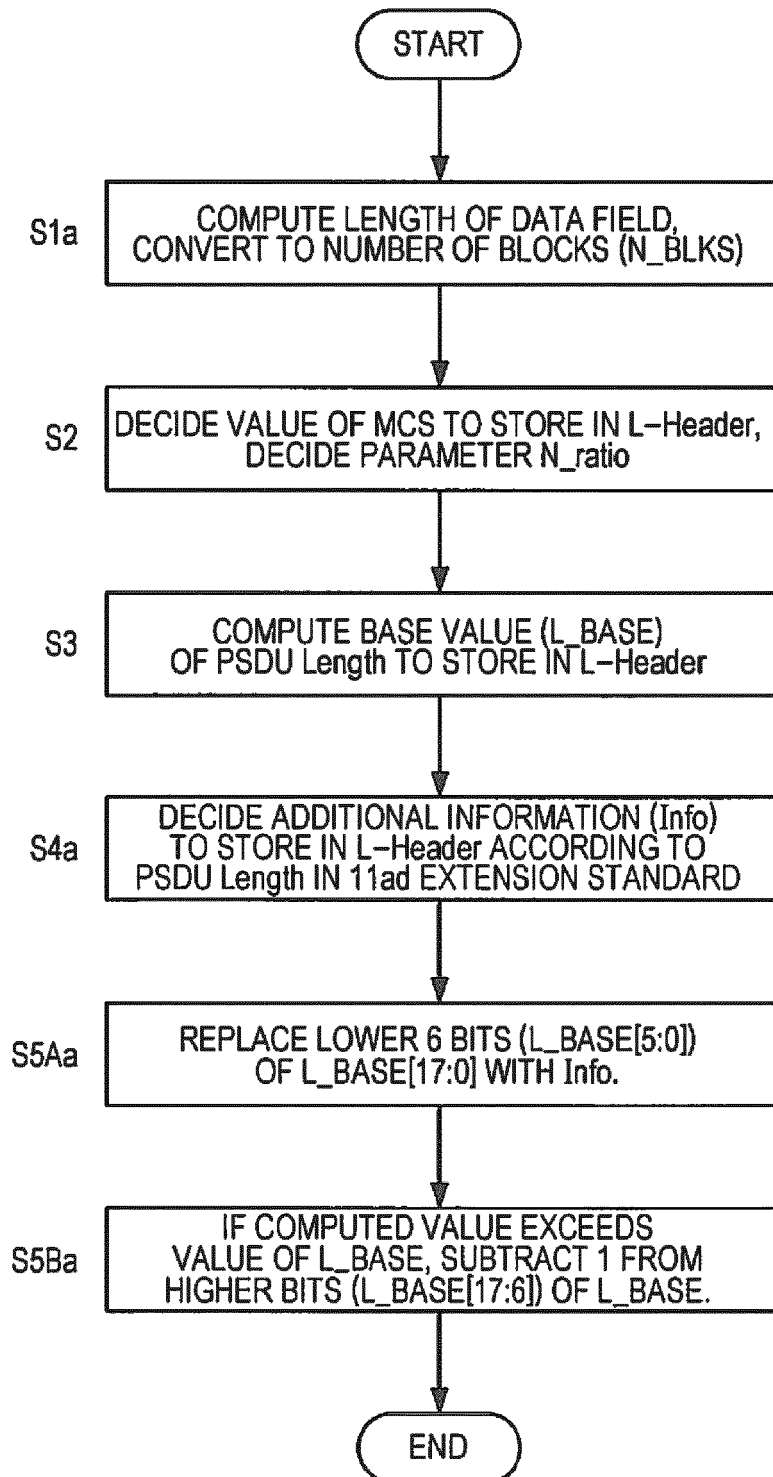 START
S1a
COMPUTE LENGTH OF DATA FIELD,
CONVERT TO NUMBER OF BLOCKS (N_BLKS)
S2
DECIDE VALUE OF MCS TO STORE IN L-Header,
DECIDE PARAMETER N_ratio
S3
COMPUTE BASE VALUE (L_BASE)
OF PSDU Length TO STORE IN L-Header
S4a
DECIDE ADDITIONAL INFORMATION (Info)
TO STORE IN L-Header ACCORDING TO
PSDU Length IN 11ad EXTENSION STANDARD
S5Aa
REPLACE LOWER 6 BITS (L_BASE[5:0])
OF L_BASE[17:0] WITH Info.
S5Ba
IF COMPUTED VALUE EXCEEDS
VALUE OF L_BASE, SUBTRACT 1 FROM
HIGHER BITS (L_BASE[17:6]) OF L_BASE.
END